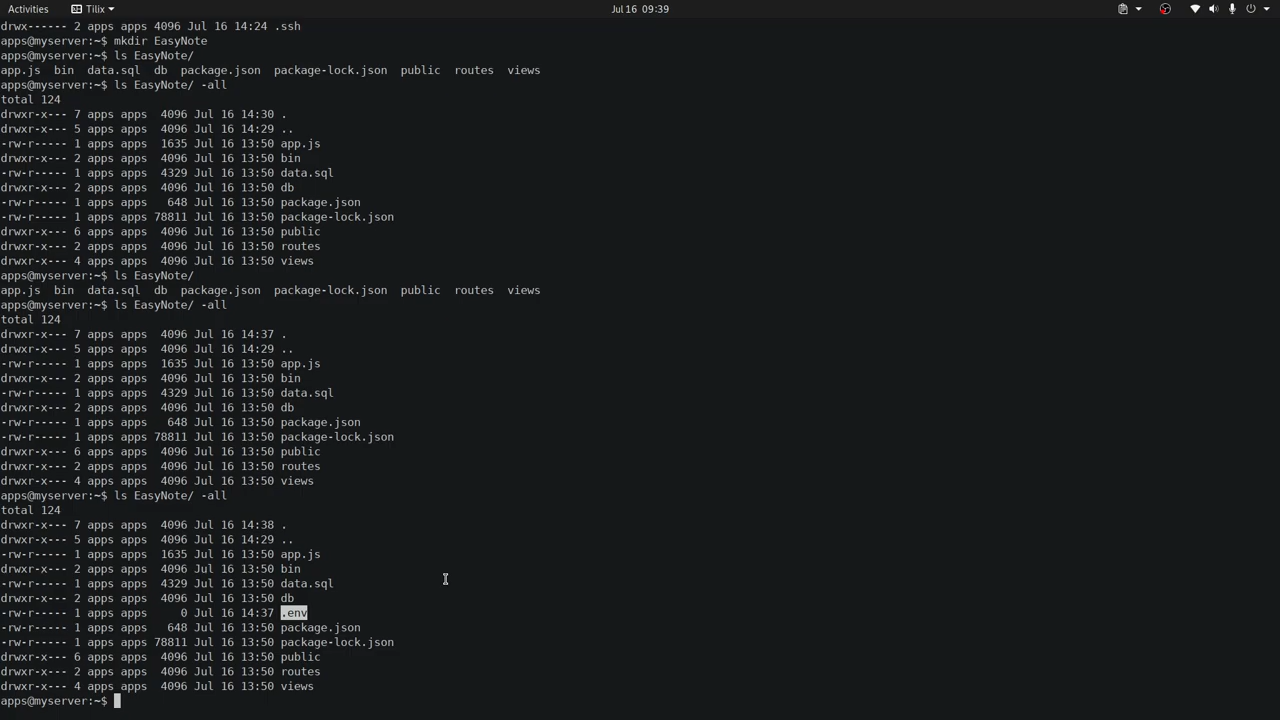 Activities Tilix Jul 16 09:39
drwx------ 2 apps apps 4096 Jul 16 14:24 .ssh
apps@myserver:~$ mkdir EasyNote
apps@myserver:~$ ls EasyNote/
app.js bin data.sql db package.json package-lock.json public routes views
apps@myserver:~$ ls EasyNote/ -all
total 124
drwxr-x--- 7 apps apps 4096 Jul 16 14:30 .
drwxr-x--- 5 apps apps 4096 Jul 16 14:29 ..
-rw-r----- 1 apps apps 1635 Jul 16 13:50 app.js
drwxr-x--- 2 apps apps 4096 Jul 16 13:50 bin
-rw-r----- 1 apps apps 4329 Jul 16 13:50 data.sql
drwxr-x--- 2 apps apps 4096 Jul 16 13:50 db
-rw-r----- 1 apps apps 648 Jul 16 13:50 package.json
-rw-r----- 1 apps apps 78811 Jul 16 13:50 package-lock.json
drwxr-x--- 6 apps apps 4096 Jul 16 13:50 public
drwxr-x--- 2 apps apps 4096 Jul 16 13:50 routes
drwxr-x--- 4 apps apps 4096 Jul 16 13:50 views
apps@myserver:~$ ls EasyNote/
app.js bin data.sql db package.json package-lock.json public routes views
apps@myserver:~$ ls EasyNote/ -all
total 124
drwxr-x--- 7 apps apps 4096 Jul 16 14:37 .
drwxr-x--- 5 apps apps 4096 Jul 16 14:29 ..
-rw-r----- 1 apps apps 1635 Jul 16 13:50 app.js
drwxr-x--- 2 apps apps 4096 Jul 16 13:50 bin
-rw-r----- 1 apps apps 4329 Jul 16 13:50 data.sql
drwxr-x--- 2 apps apps 4096 Jul 16 13:50 db
-rw-r----- 1 apps apps 648 Jul 16 13:50 package.json
-rw-r----- 1 apps apps 78811 Jul 16 13:50 package-lock.json
drwxr-x--- 6 apps apps 4096 Jul 16 13:50 public
drwxr-x--- 2 apps apps 4096 Jul 16 13:50 routes
drwxr-x--- 4 apps apps 4096 Jul 16 13:50 views
apps@myserver:~$ ls EasyNote/ -all
total 124
drwxr-x--- 7 apps apps 4096 Jul 16 14:38 .
drwxr-x--- 5 apps apps 4096 Jul 16 14:29 ..
-rw-r----- 1 apps apps 1635 Jul 16 13:50 app.js
drwxr-x--- 2 apps apps 4096 Jul 16 13:50 bin
-rw-r----- 1 apps apps 4329 Jul 16 13:50 data.sql
drwxr-x--- 2 apps apps 4096 Jul 16 13:50 db
-rw-r----- 1 apps apps 0 Jul 16 14:37 .env
-rw-r----- 1 apps apps 648 Jul 16 13:50 package.json
-rw-r----- 1 apps apps 78811 Jul 16 13:50 package-lock.json
drwxr-x--- 6 apps apps 4096 Jul 16 13:50 public
drwxr-x--- 2 apps apps 4096 Jul 16 13:50 routes
drwxr-x--- 4 apps apps 4096 Jul 16 13:50 views
apps@myserver:~$